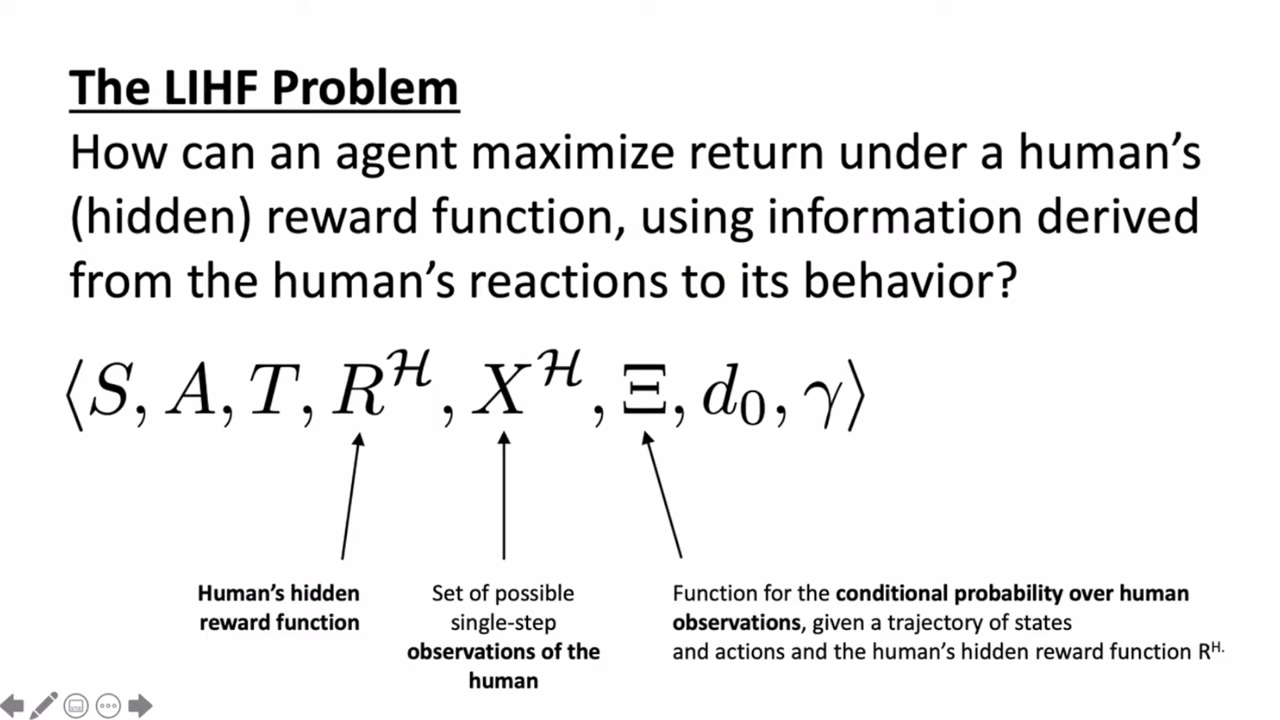 The LIHF Problem
How can an agent maximize return under a human's
(hidden) reward function, using information derived
from the human's reactions to its behavior?
⟨S, A, T, R^ℋ, X^ℋ, Ξ, d₀, γ⟩
Human's hidden
reward function
Set of possible
single-step
observations of the
human
Function for the conditional probability over human
observations, given a trajectory of states
and actions and the human's hidden reward function R^H.